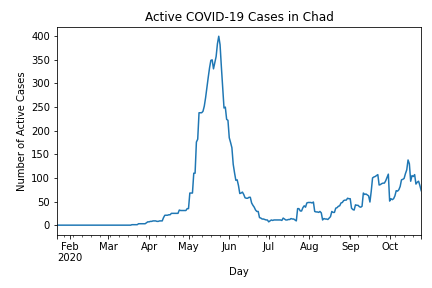 Active COVID-19 Cases in Chad
Number of Active Cases
400
350
300
250
200
150
100
50
0
Feb Mar Apr May Jun Jul Aug Sep Oct
2020
Day